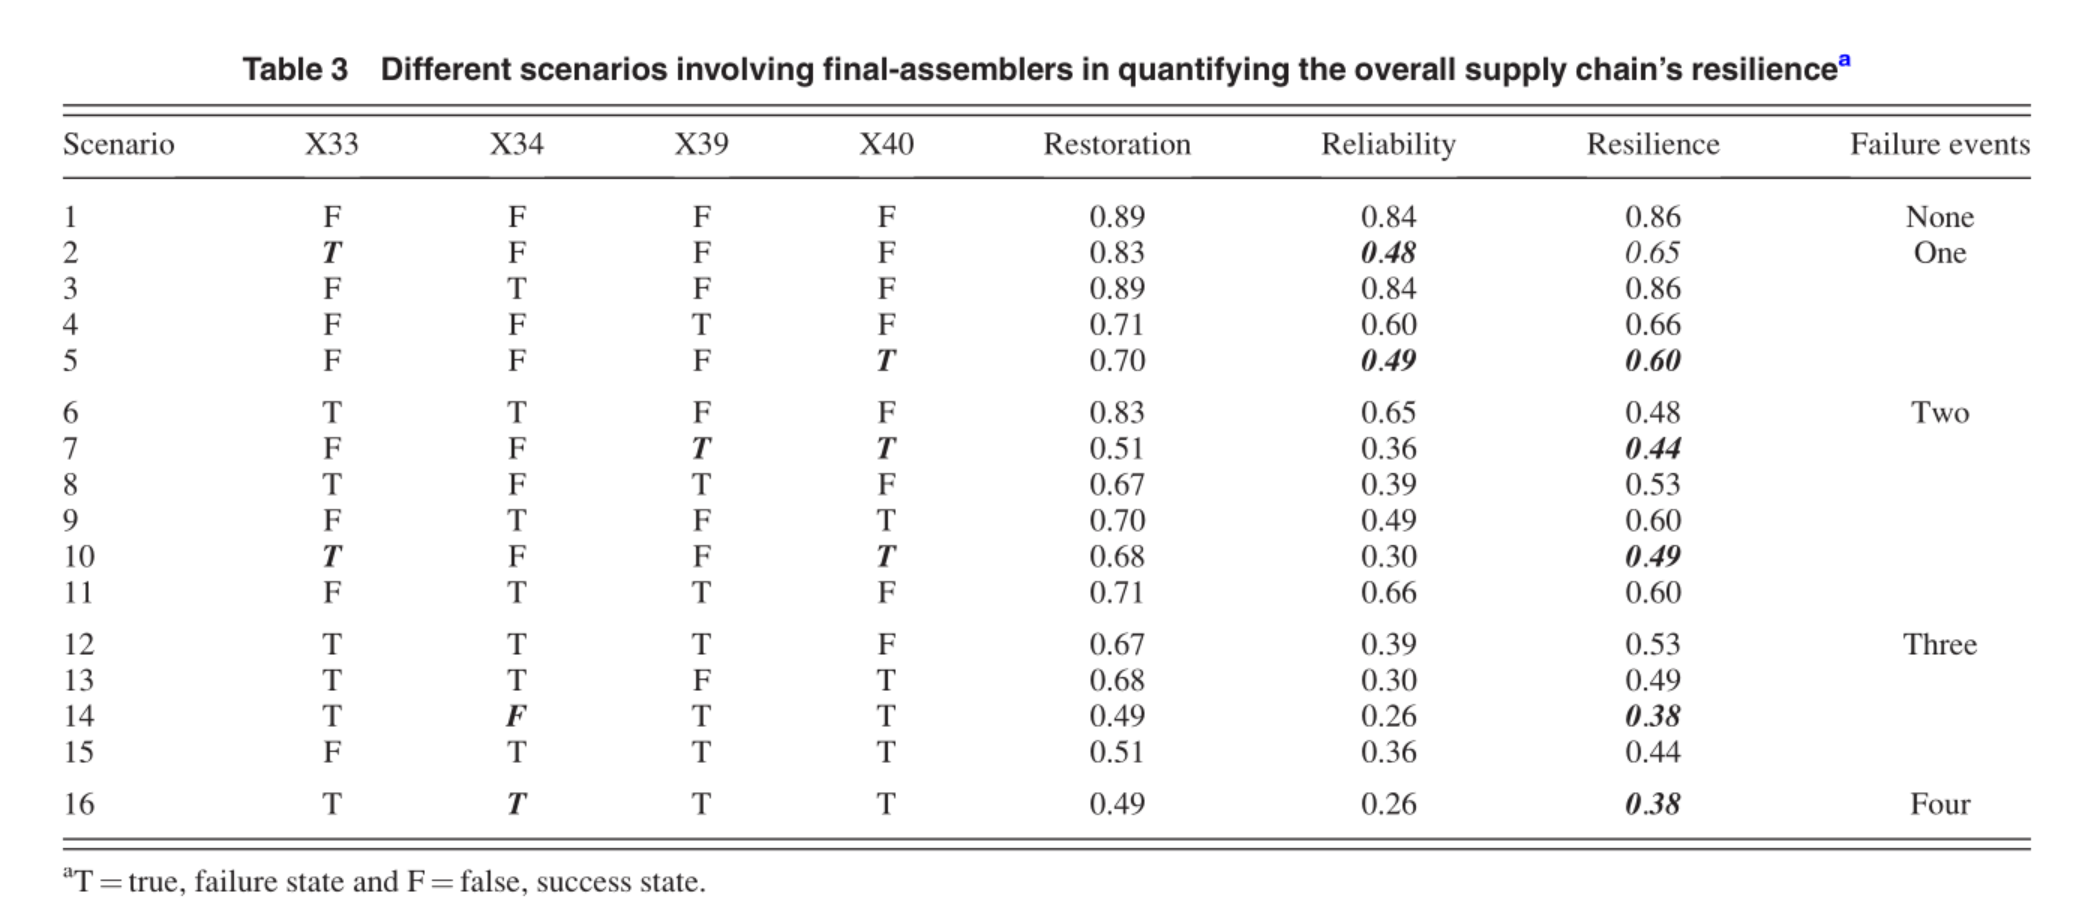 Table 3 Different scenarios involving final-assemblers in quantifying the overall supply chain's resilienceᵃ
Scenario X33 X34 X39 X40 Restoration Reliability Resilience Failure events
1 F F F F 0.89 0.84 0.86 None
2 T F F F 0.83 0.48 0.65 One
3 F T F F 0.89 0.84 0.86
4 F F T F 0.71 0.60 0.66
5 F F F T 0.70 0.49 0.60
6 T T F F 0.83 0.65 0.48 Two
7 F F T T 0.51 0.36 0.44
8 T F T F 0.67 0.39 0.53
9 F T F T 0.70 0.49 0.60
10 T F F T 0.68 0.30 0.49
11 F T T F 0.71 0.66 0.60
12 T T T F 0.67 0.39 0.53 Three
13 T T F T 0.68 0.30 0.49
14 T F T T 0.49 0.26 0.38
15 F T T T 0.51 0.36 0.44
16 T T T T 0.49 0.26 0.38 Four
ᵃT = true, failure state and F = false, success state.